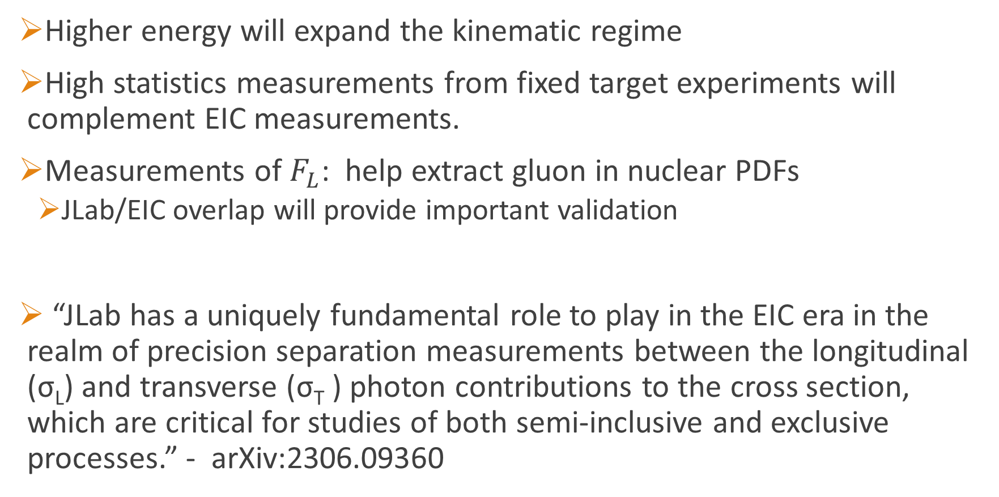 ➢Higher energy will expand the kinematic regime
➢High statistics measurements from fixed target experiments will
complement EIC measurements.
➢Measurements of F_L:  help extract gluon in nuclear PDFs
➢JLab/EIC overlap will provide important validation
➢ “JLab has a uniquely fundamental role to play in the EIC era in the
realm of precision separation measurements between the longitudinal
(σL) and transverse (σT ) photon contributions to the cross section,
which are critical for studies of both semi-inclusive and exclusive
processes.” -  arXiv:2306.09360